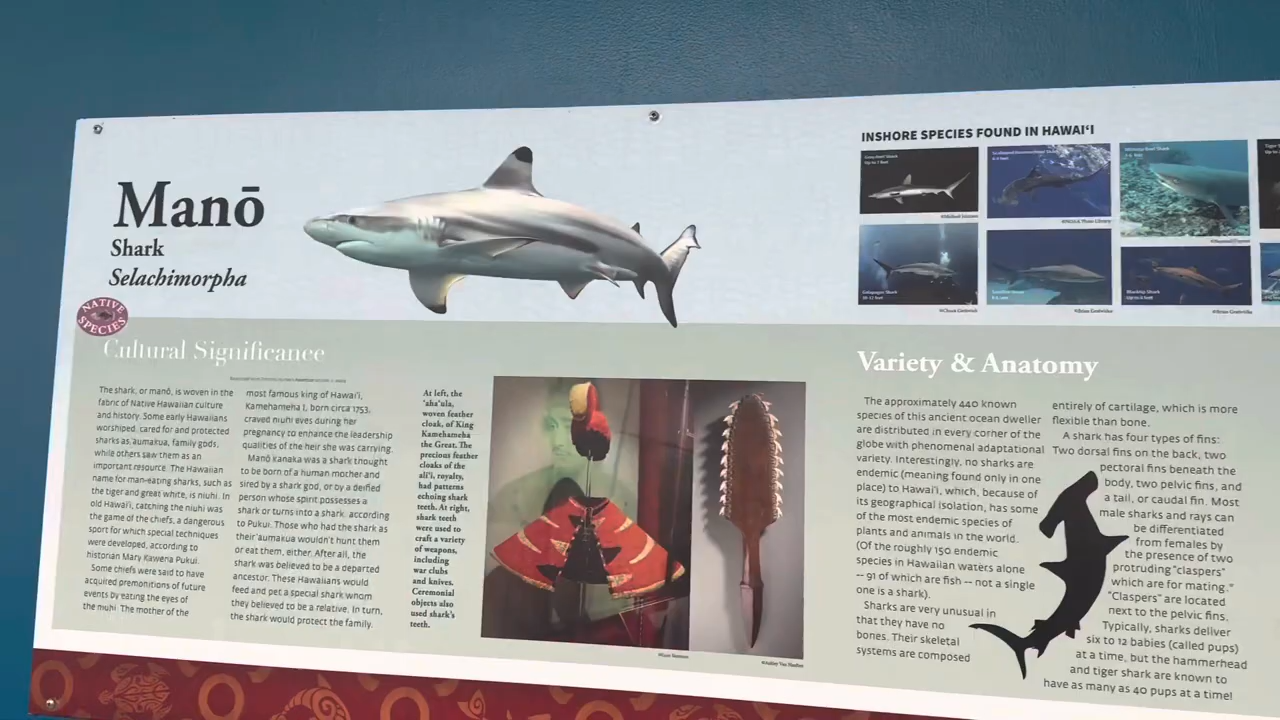 Manō
Shark
Selachimorpha
NATIVE
SPECIES
INSHORE SPECIES FOUND IN HAWAI‘I
Cultural Significance
The shark, or manō, is woven in the
fabric of Native Hawaiian culture
and history. Some early Hawaiians
worshiped, cared for and protected
sharks as ‘aumakua, family gods,
while others saw them as an
important resource. The Hawaiian
name for man-eating sharks, such as
the tiger and great white, is niuhi. In
old Hawai‘i, catching the niuhi was
the game of the chiefs, a dangerous
sport for which special techniques
were developed, according to
historian Mary Kawena Pukui.
Some chiefs were said to have
acquired premonitions of future
events by eating the eyes of
the niuhi. The mother of the
most famous king of Hawai‘i,
Kamehameha I, born circa 1753,
craved niuhi eyes during her
pregnancy to enhance the leadership
qualities of the heir she was carrying.
Manō kanaka was a shark thought
to be born of a human mother and
sired by a shark god, or by a deified
person whose spirit possesses a
shark or turns into a shark, according
to Pukui. Those who had the shark as
their ‘aumakua wouldn't hunt them
or eat them, either. After all, the
shark was believed to be a departed
ancestor. These Hawaiians would
feed and pet a special shark whom
they believed to be a relative. In turn,
the shark would protect the family.
At left, the
‘aha‘ula,
woven feather
cloak, of King
Kamehameha
the Great. The
precious feather
cloaks of the
ali‘i, royalty,
had patterns
echoing shark
teeth. At right,
shark teeth
were used to
craft a variety
of weapons,
including
war clubs
and knives.
Ceremonial
objects also
used shark's
teeth.
Variety & Anatomy
The approximately 440 known
species of this ancient ocean dweller
are distributed in every corner of the
globe with phenomenal adaptational
variety. Interestingly, no sharks are
endemic (meaning found only in one
place) to Hawai‘i, which, because of
its geographical isolation, has some
of the most endemic species of
plants and animals in the world.
(Of the roughly 150 endemic
species in Hawaiian waters alone
-- 91 of which are fish -- not a single
one is a shark).
Sharks are very unusual in
that they have no
bones. Their skeletal
systems are composed
entirely of cartilage, which is more
flexible than bone.
A shark has four types of fins:
Two dorsal fins on the back, two
pectoral fins beneath the
body, two pelvic fins, and
a tail, or caudal fin. Most
male sharks and rays can
be differentiated
from females by
the presence of two
protruding "claspers"
which are for mating."
"Claspers" are located
next to the pelvic fins.
Typically, sharks deliver
six to 12 babies (called pups)
at a time, but the hammerhead
and tiger shark are known to
have as many as 40 pups at a time!